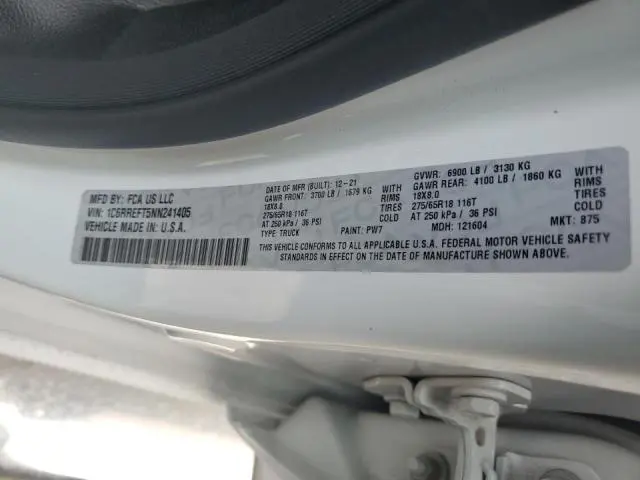 MFD BY: FCA US LLC
VIN: 1C6RREFT5NN241405
VEHICLE MADE IN: U.S.A.
DATE OF MFR (BUILT): 12-21
GVWR: 6900 LB / 3130 KG
GAWR FRONT: 3700 LB / 1679 KG WITH
GAWR REAR: 4100 LB / 1860 KG WITH
18X8.0 RIMS
18X8.0 RIMS
275/65R18 116T TIRES
275/65R18 116T TIRES
AT 250 kPa / 36 PSI COLD
AT 250 kPa / 36 PSI COLD
TYPE: TRUCK PAINT: PW7 MDH: 121604 MKT: 875
THIS VEHICLE CONFORMS TO ALL APPLICABLE U.S.A. FEDERAL MOTOR VEHICLE SAFETY
STANDARDS IN EFFECT ON THE DATE OF MANUFACTURE SHOWN ABOVE.